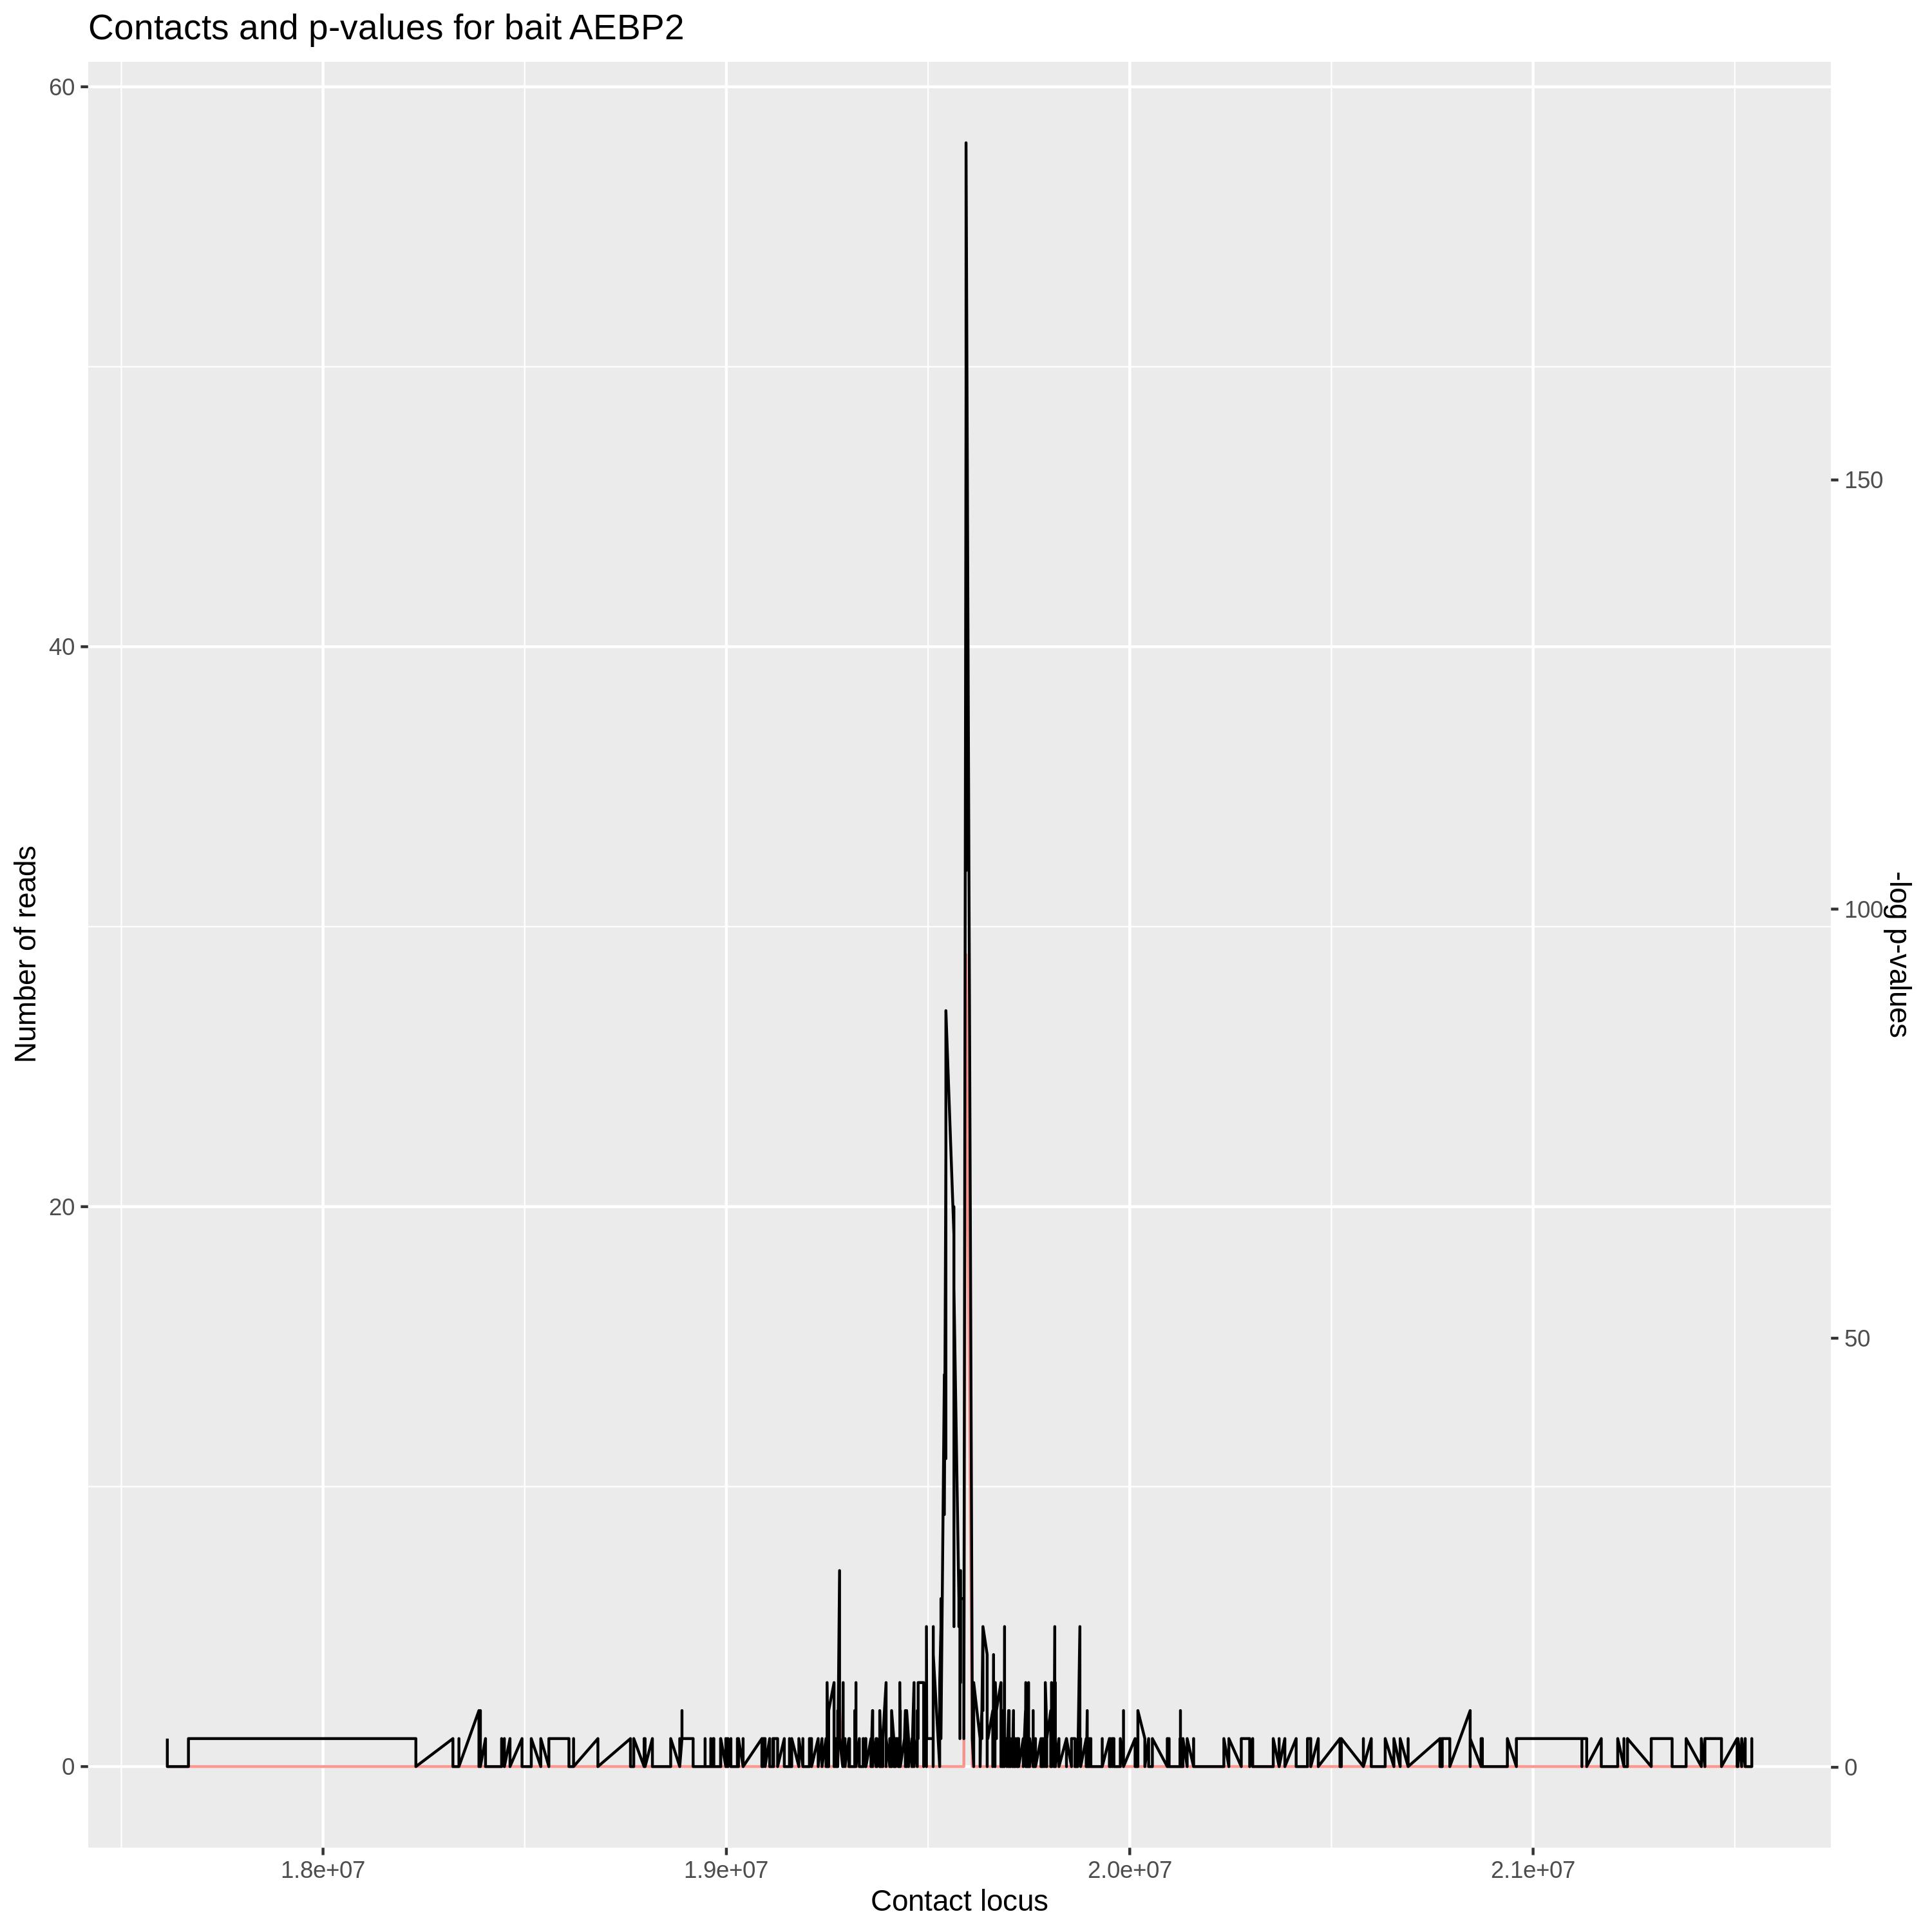 Contacts and p-values for bait AEBP2
60
40
20
0
Number of reads
150
100
50
0
-log p-values
1.8e+07
1.9e+07
2.0e+07
2.1e+07
Contact locus